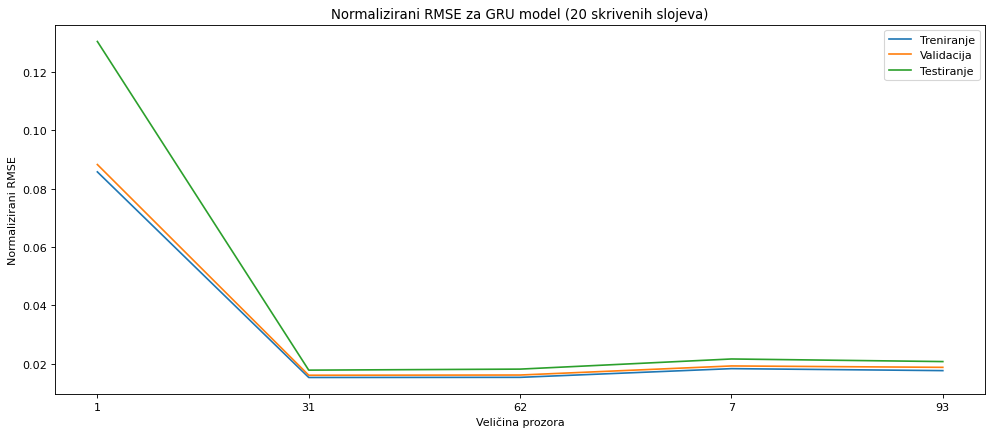 Normalizirani RMSE za GRU model (20 skrivenih slojeva)
Treniranje
Validacija
Testiranje
Normalizirani RMSE
0.12
0.10
0.08
0.06
0.04
0.02
1 31 62 7 93
Veličina prozora